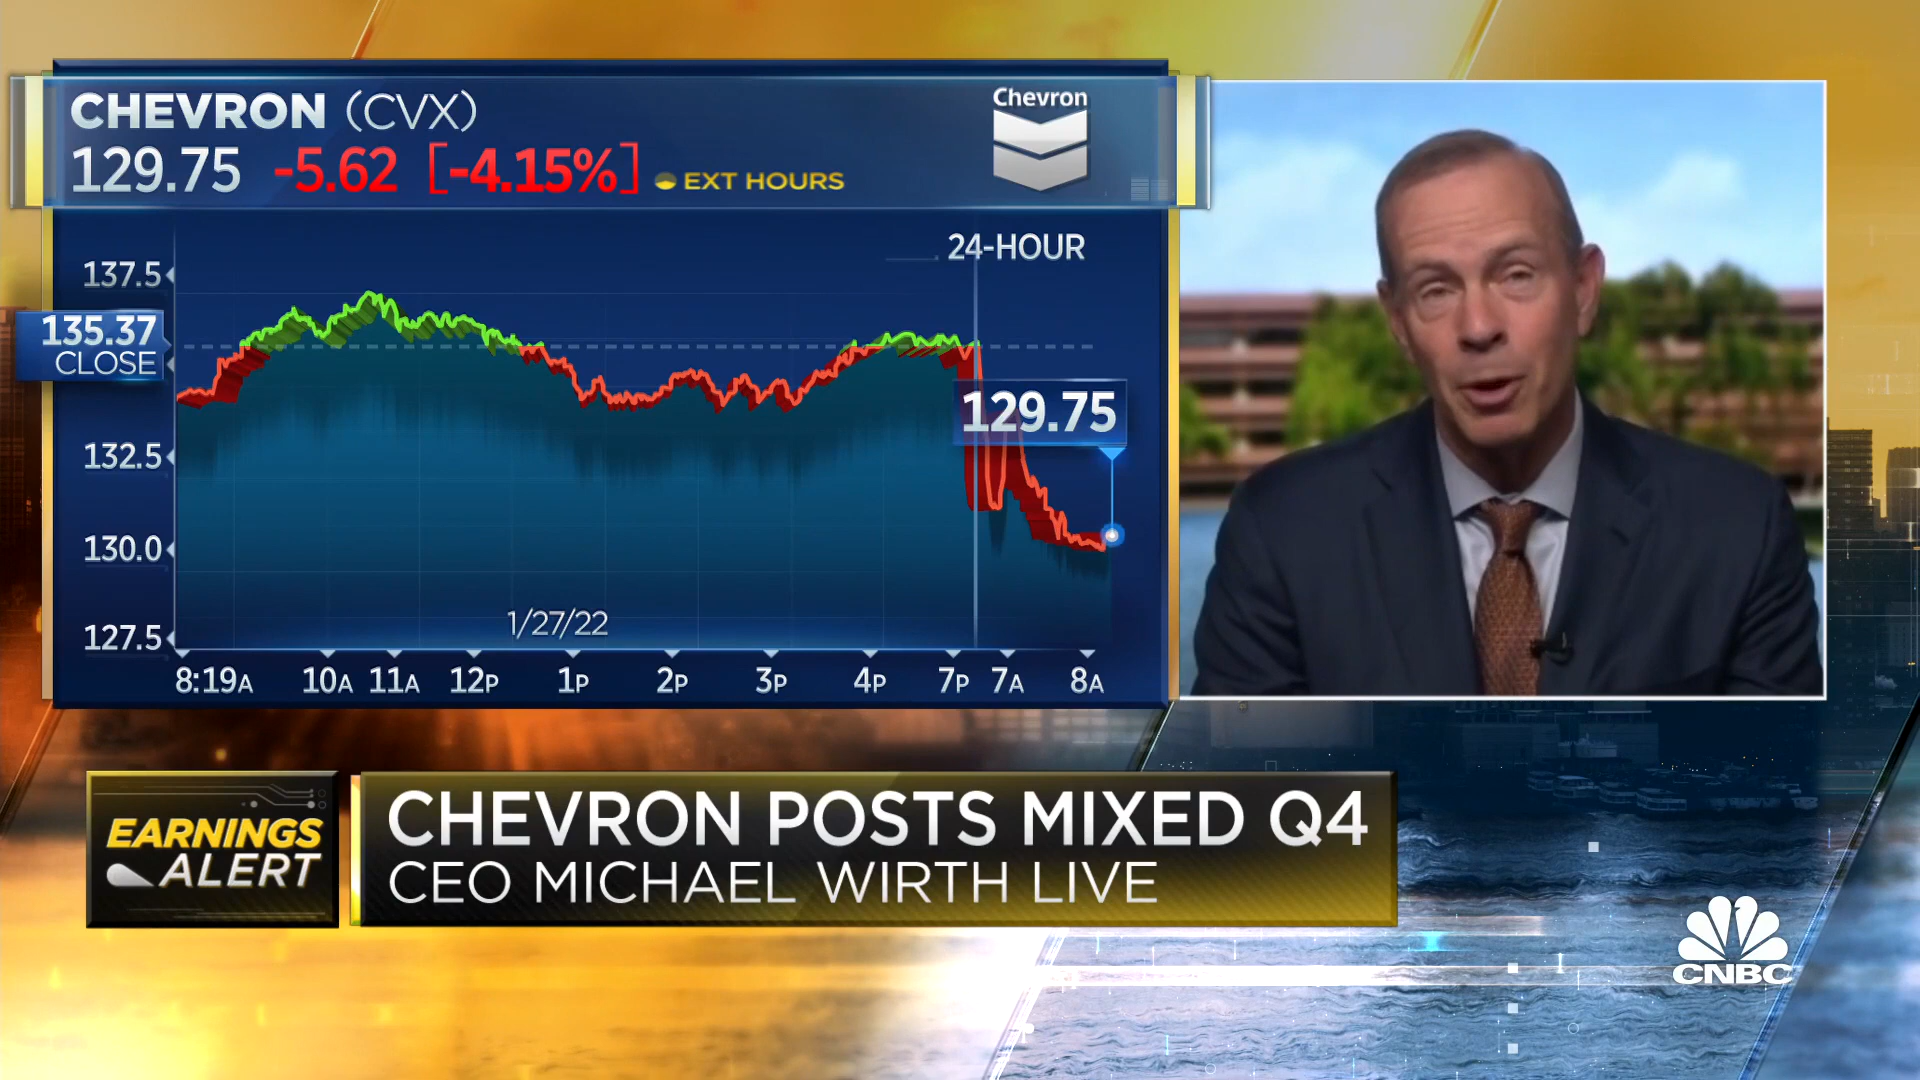 CHEVRON (CVX)
129.75 -5.62 [-4.15%] EXT HOURS
Chevron
24-HOUR
137.5
135.37
CLOSE
129.75
132.5
130.0
127.5
1/27/22
8:19A 10A 11A 12P 1P 2P 3P 4P 7P 7A 8A
EARNINGS
ALERT
CHEVRON POSTS MIXED Q4
CEO MICHAEL WIRTH LIVE
CNBC